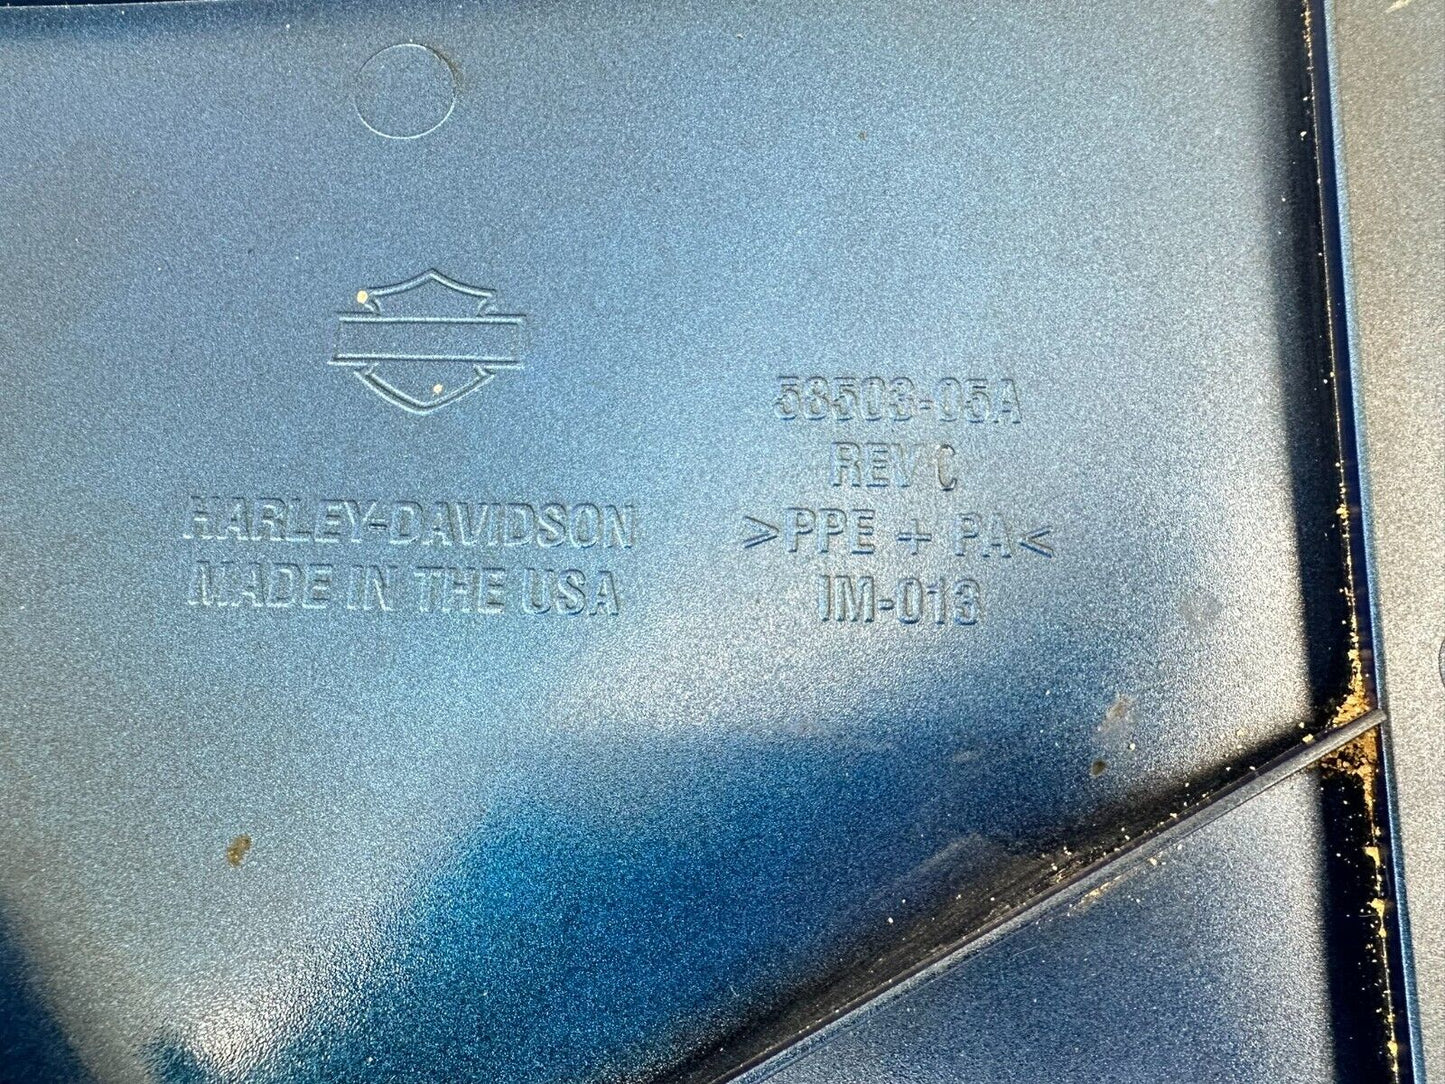 HARLEY-DAVIDSON
MADE IN THE USA
58503-05A
REV C
>PPE + PA<
IM-013